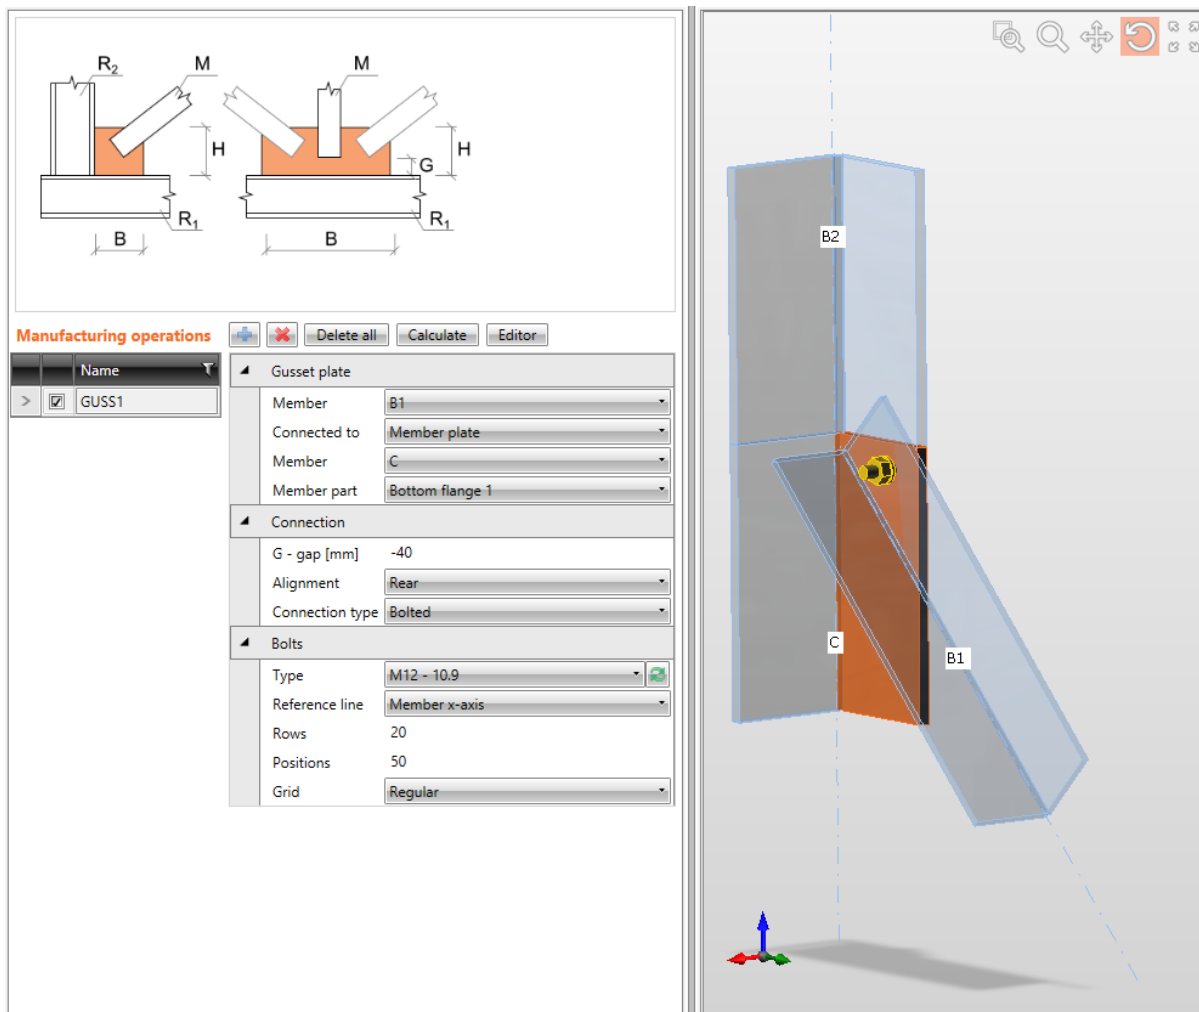 R2
M
M
H
G
H
R1
R1
B
B
Manufacturing operations
Delete all
Calculate
Editor
Name
GUSS1
Gusset plate
Member B1
Connected to Member plate
Member C
Member part Bottom flange 1
Connection
G - gap [mm] -40
Alignment Rear
Connection type Bolted
Bolts
Type M12 - 10.9
Reference line Member x-axis
Rows 20
Positions 50
Grid Regular
B2
C
B1